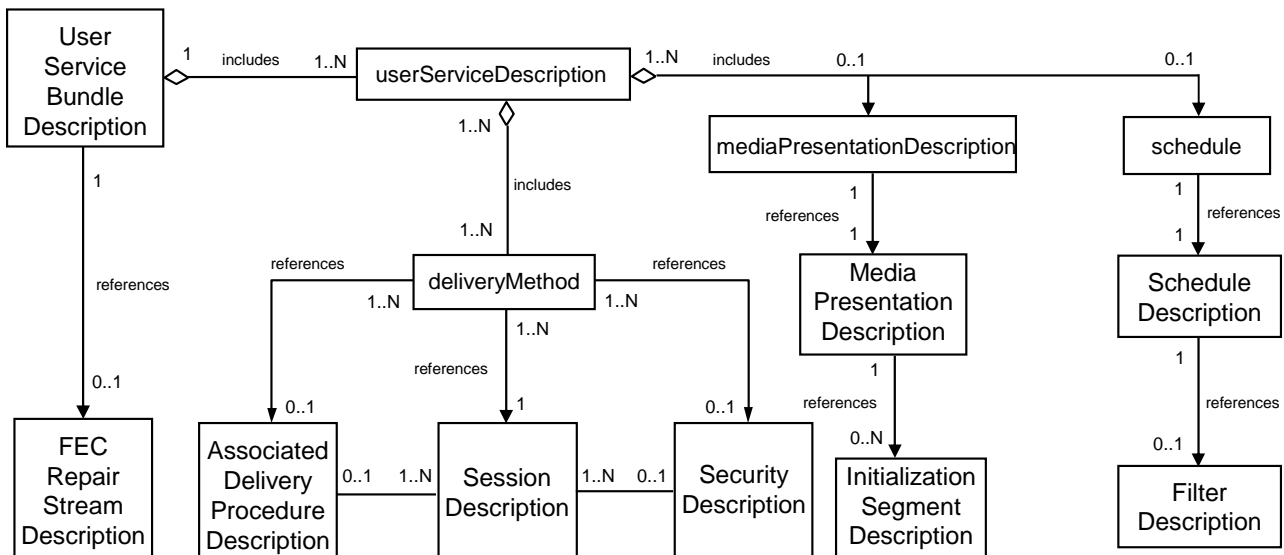 User
Service
Bundle
Description
1
includes
1..N
userServiceDescription
1..N
includes
0..1
0..1
1..N
mediaPresentationDescription
schedule
1
includes
1..N
1
references
1
1
references
1
references
deliveryMethod
references
references
1..N
1..N
1..N
Media
Presentation
Description
Schedule
Description
references
0..1
references
0..1
1
0..1
1
references
0..N
1
references
0..1
FEC
Repair
Stream
Description
Associated
Delivery
Procedure
Description
0..1
1..N
Session
Description
1..N
0..1
Security
Description
Initialization
Segment
Description
Filter
Description